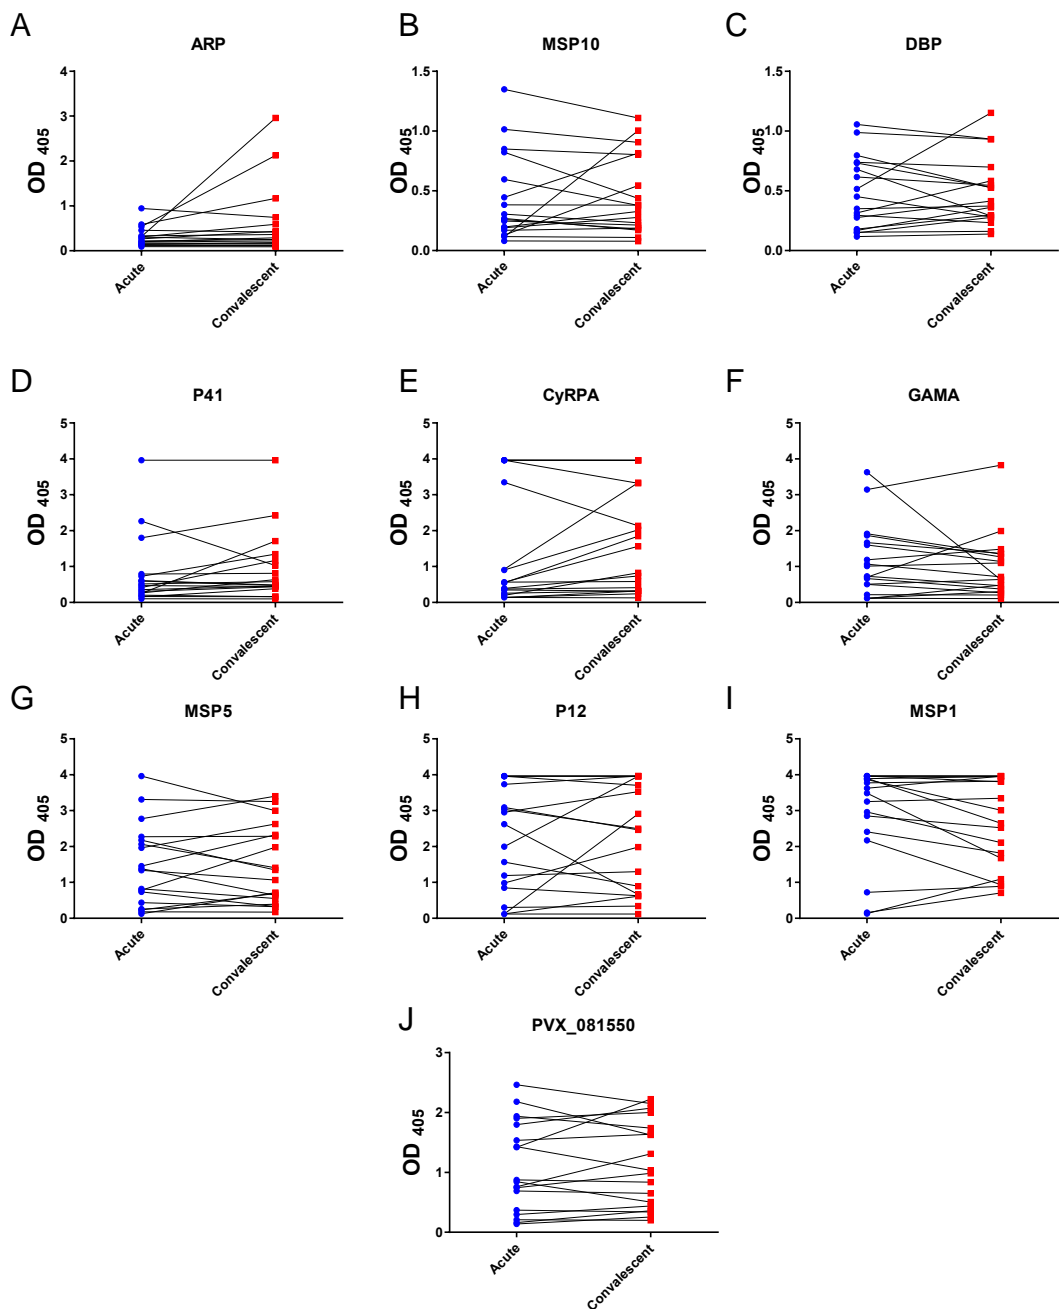 A
ARP
4
3
2
1
0
OD 405
Acute
Convalescent
B
MSP10
1.5
1.0
0.5
0.0
OD 405
Acute
Convalescent
C
DBP
1.5
1.0
0.5
0.0
OD 405
Acute
Convalescent
D
P41
5
4
3
2
1
0
OD 405
Acute
Convalescent
E
CyRPA
5
4
3
2
1
0
OD 405
Acute
Convalescent
F
GAMA
5
4
3
2
1
0
OD 405
Acute
Convalescent
G
MSP5
5
4
3
2
1
0
OD 405
Acute
Convalescent
H
P12
5
4
3
2
1
0
OD 405
Acute
Convalescent
I
MSP1
5
4
3
2
1
0
OD 405
Acute
Convalescent
J
PVX_081550
3
2
1
0
OD 405
Acute
Convalescent